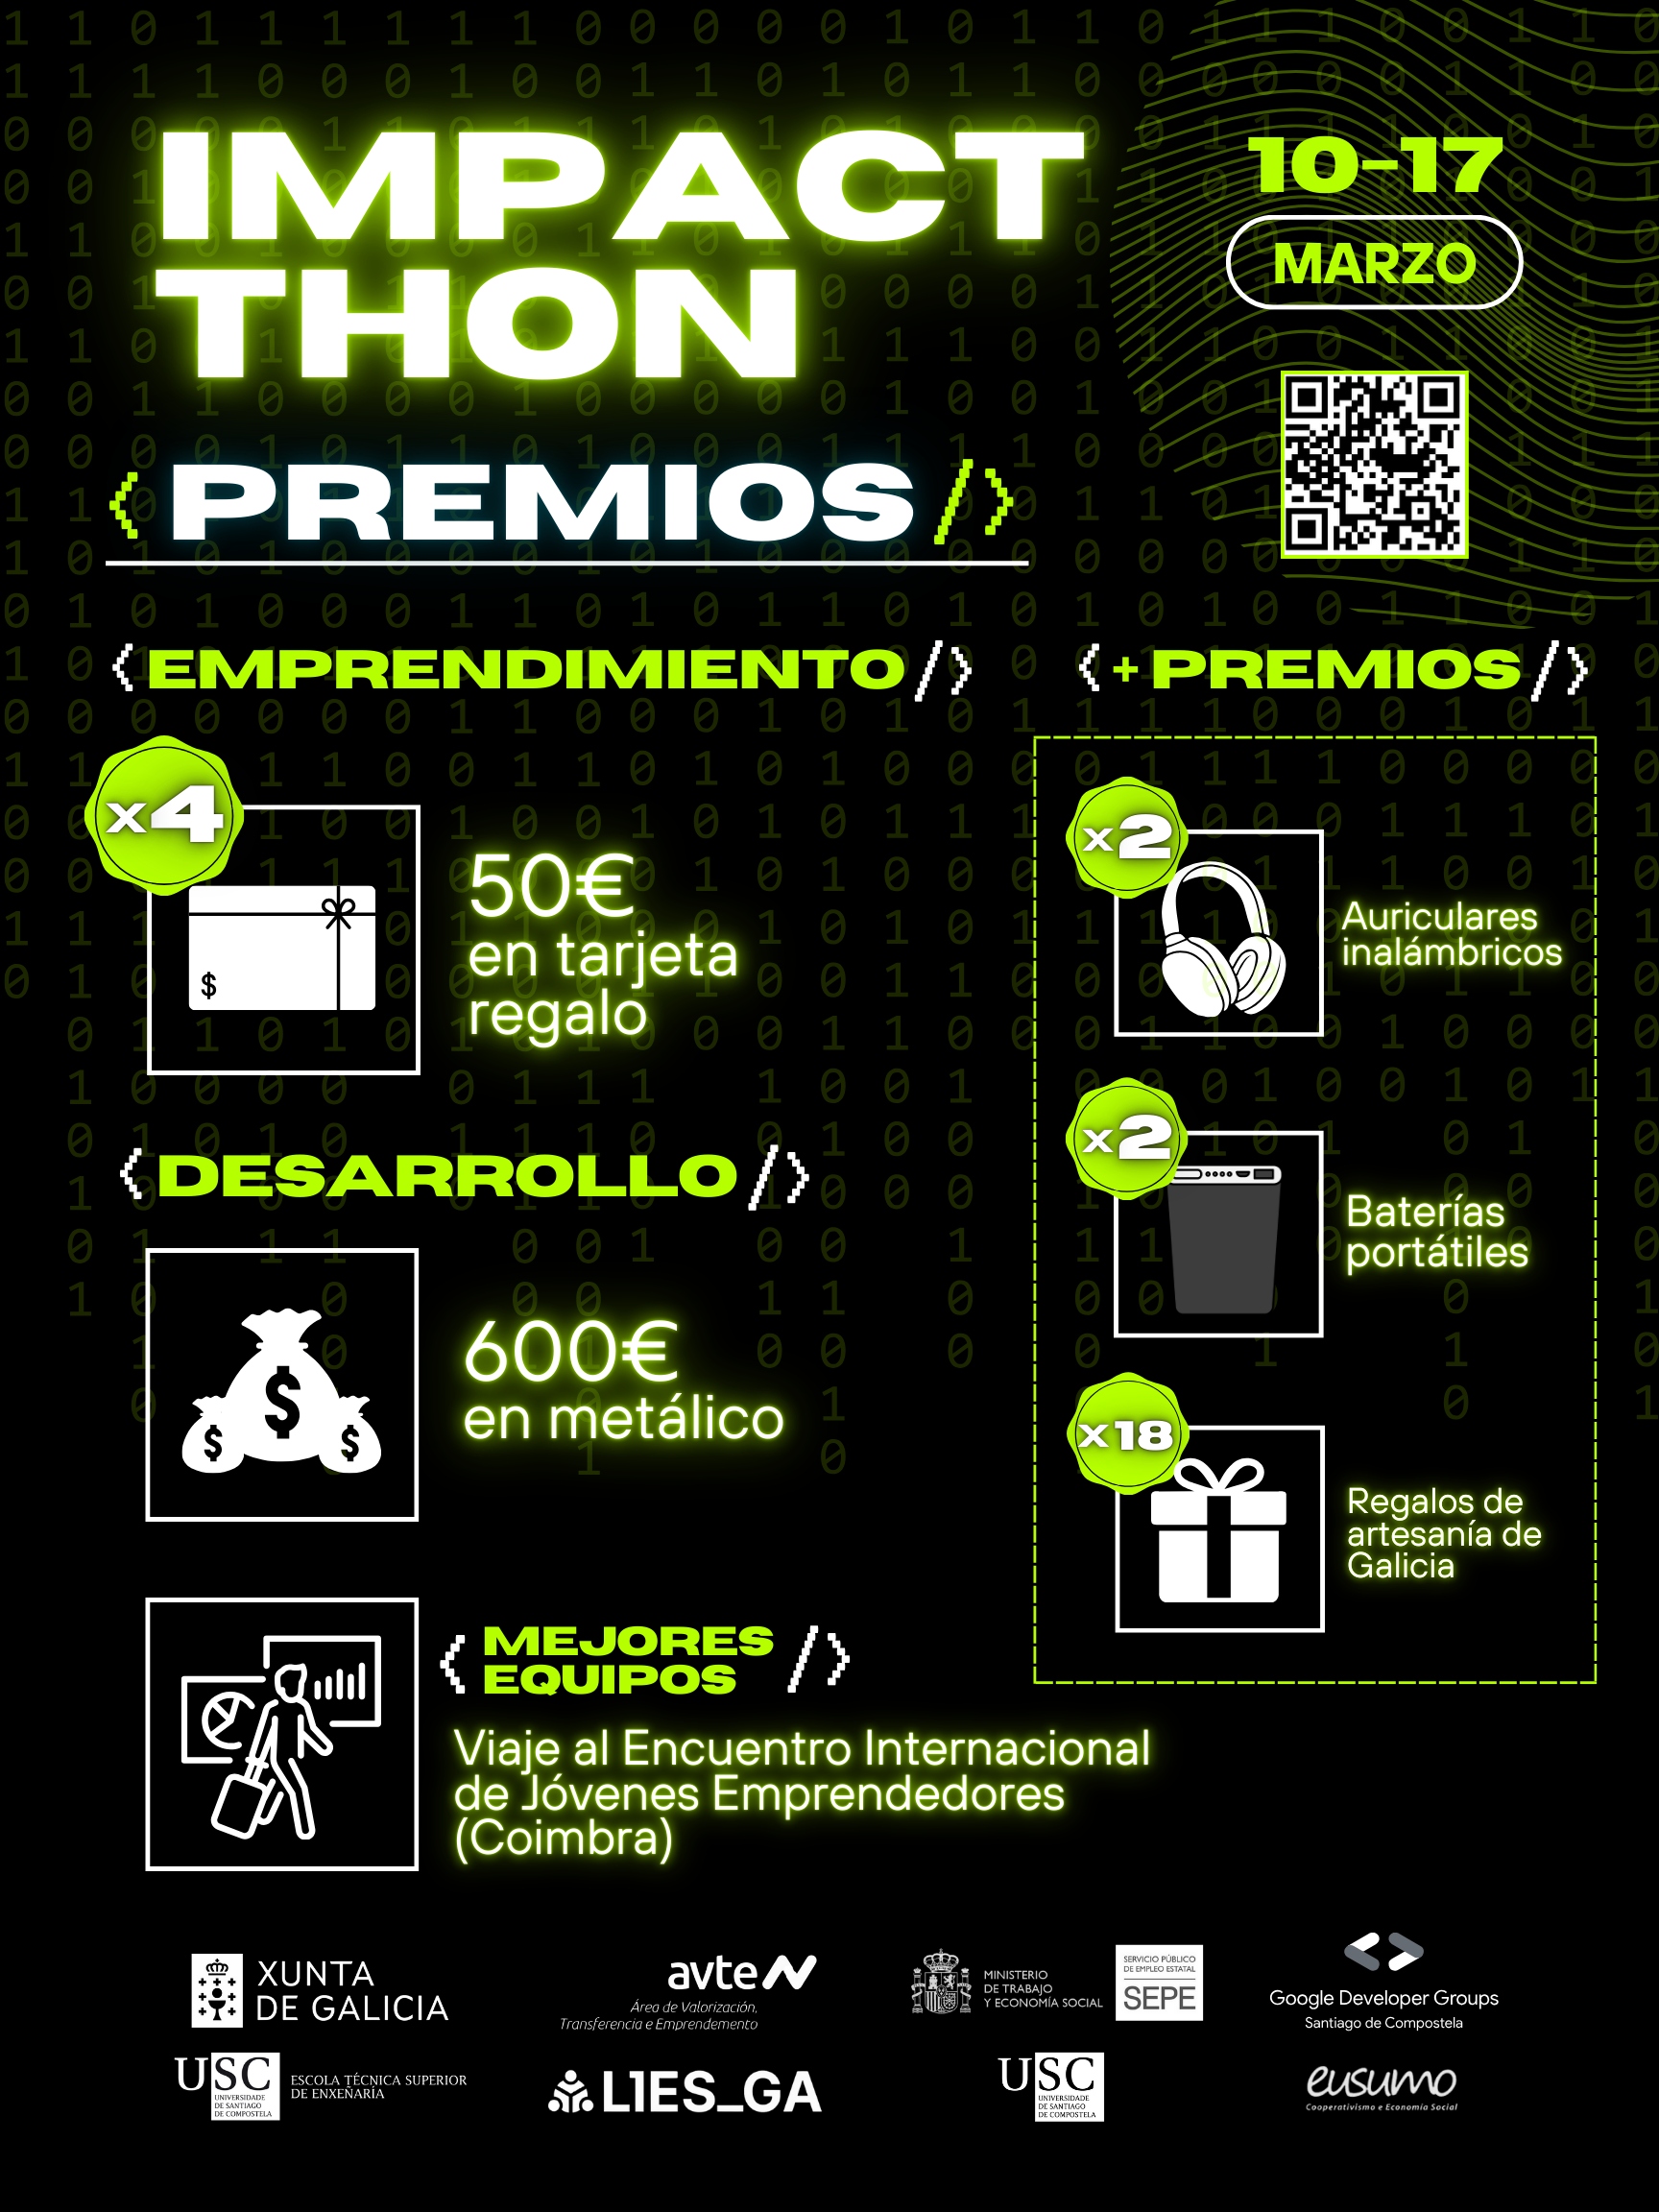 IMPACT
THON
10-17
MARZO
< PREMIOS />
< EMPRENDIMIENTO />
x4
$
50€
en tarjeta
regalo
< DESARROLLO />
$
$ $
600€
en metálico
< MEJORES
EQUIPOS />
Viaje al Encuentro Internacional
de Jóvenes Emprendedores
(Coimbra)
< + PREMIOS />
x2
Auriculares
inalámbricos
x2
Baterías
portátiles
x18
Regalos de
artesanía de
Galicia
XUNTA
DE GALICIA
avte
Área de Valorización,
Transferencia e Emprendemento
MINISTERIO
DE TRABAJO
Y ECONOMÍA SOCIAL
SERVICIO PÚBLICO
DE EMPLEO ESTATAL
SEPE
Google Developer Groups
Santiago de Compostela
USC
UNIVERSIDADE
DE SANTIAGO
DE COMPOSTELA
ESCOLA TÉCNICA SUPERIOR
DE ENXEÑARÍA
L1ES_GA
USC
UNIVERSIDADE
DE SANTIAGO
DE COMPOSTELA
eusumo
Cooperativismo e Economía Social